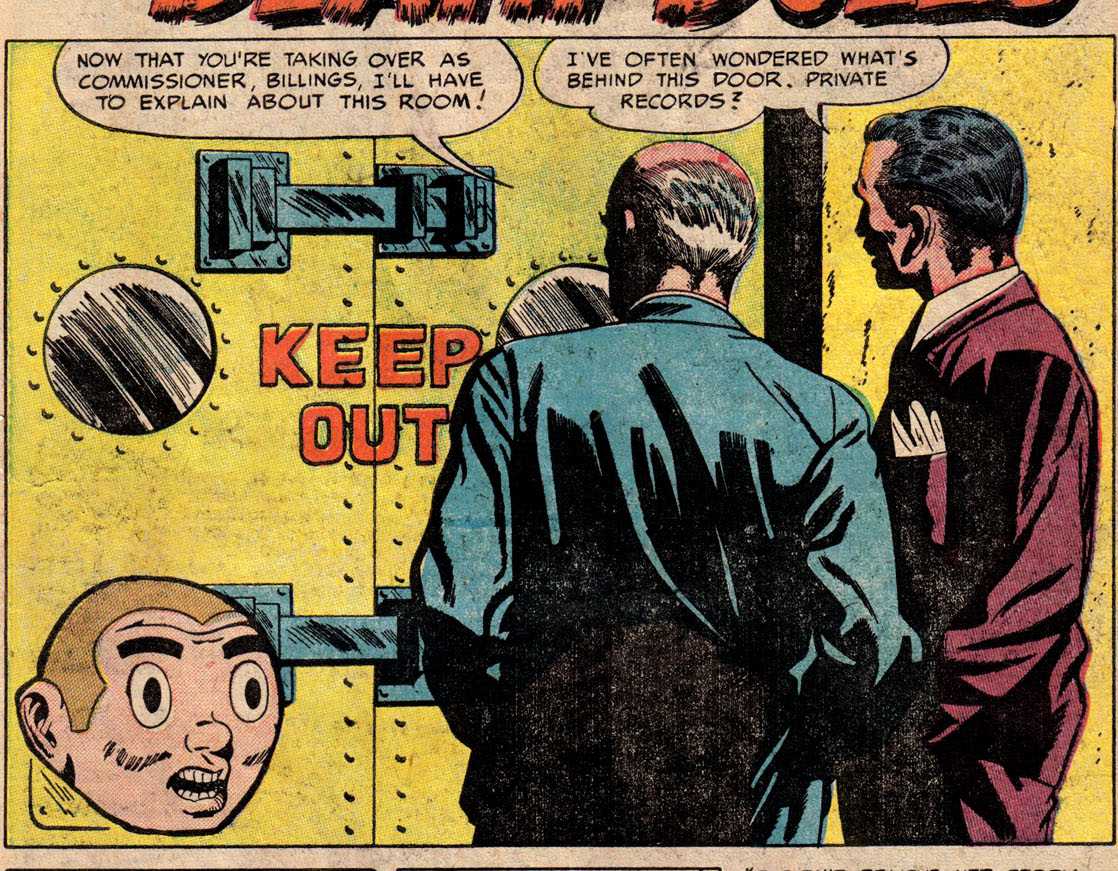 NOW THAT YOU'RE TAKING OVER AS
COMMISSIONER, BILLINGS, I'LL HAVE
TO EXPLAIN ABOUT THIS ROOM!
I'VE OFTEN WONDERED WHAT'S
BEHIND THIS DOOR. PRIVATE
RECORDS?
KEEP
OUT